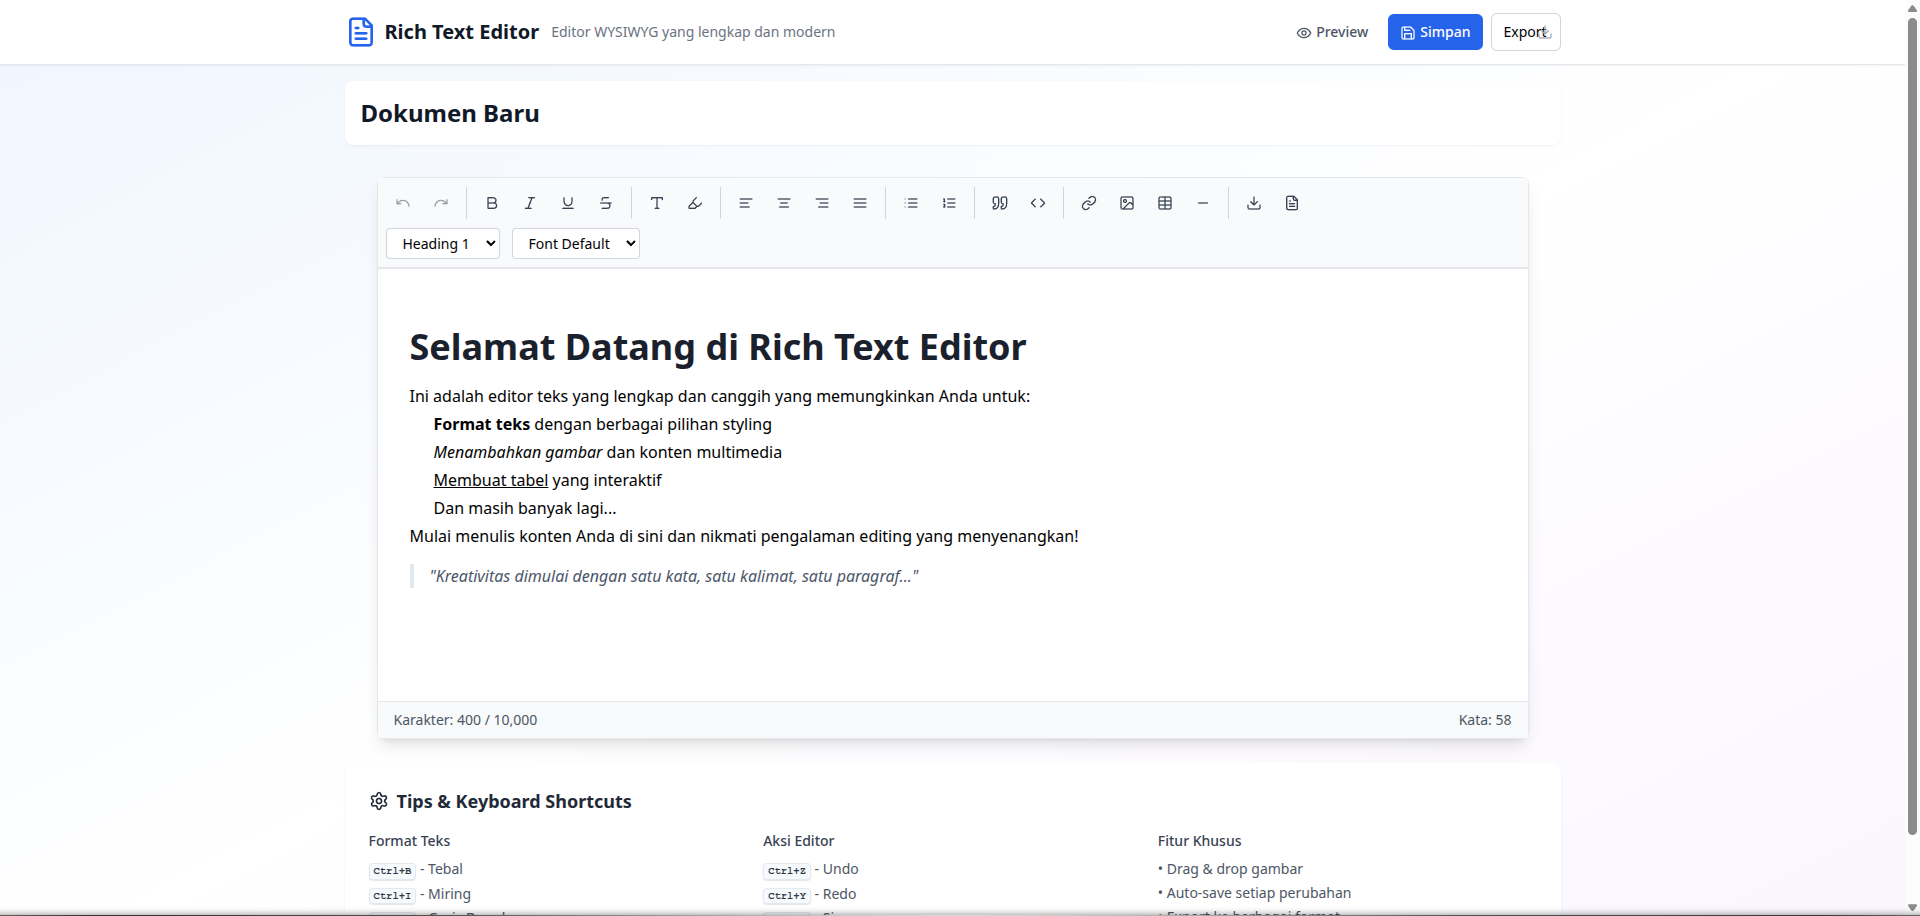 Rich Text Editor Editor WYSIWYG yang lengkap dan modern Preview Simpan Export
Dokumen Baru
Heading 1 Font Default
Selamat Datang di Rich Text Editor
Ini adalah editor teks yang lengkap dan canggih yang memungkinkan Anda untuk:
Format teks dengan berbagai pilihan styling
Menambahkan gambar dan konten multimedia
Membuat tabel yang interaktif
Dan masih banyak lagi...
Mulai menulis konten Anda di sini dan nikmati pengalaman editing yang menyenangkan!
"Kreativitas dimulai dengan satu kata, satu kalimat, satu paragraf..."
Karakter: 400 / 10,000 Kata: 58
Tips & Keyboard Shortcuts
Format Teks Aksi Editor Fitur Khusus
Ctrl+B - Tebal Ctrl+Z - Undo • Drag & drop gambar
Ctrl+I - Miring Ctrl+Y - Redo • Auto-save setiap perubahan